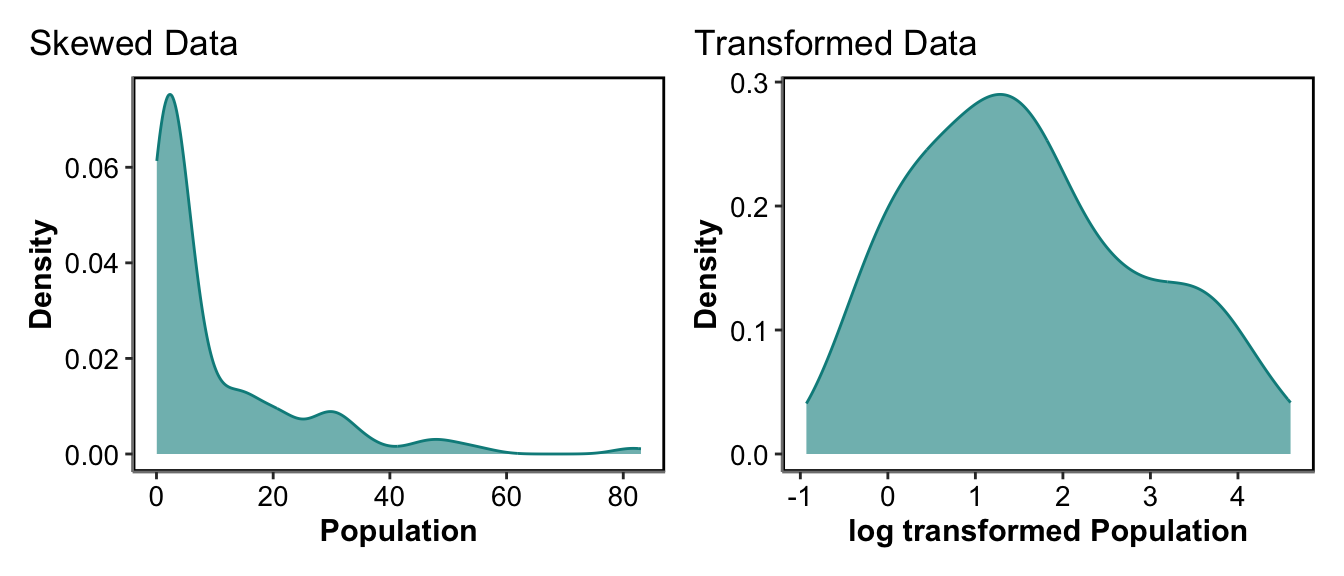 Skewed Data
Density
0.06
0.04
0.02
0.00
0 20 40 60 80
Population
Transformed Data
Density
0.3
0.2
0.1
0.0
-1 0 1 2 3 4
log transformed Population